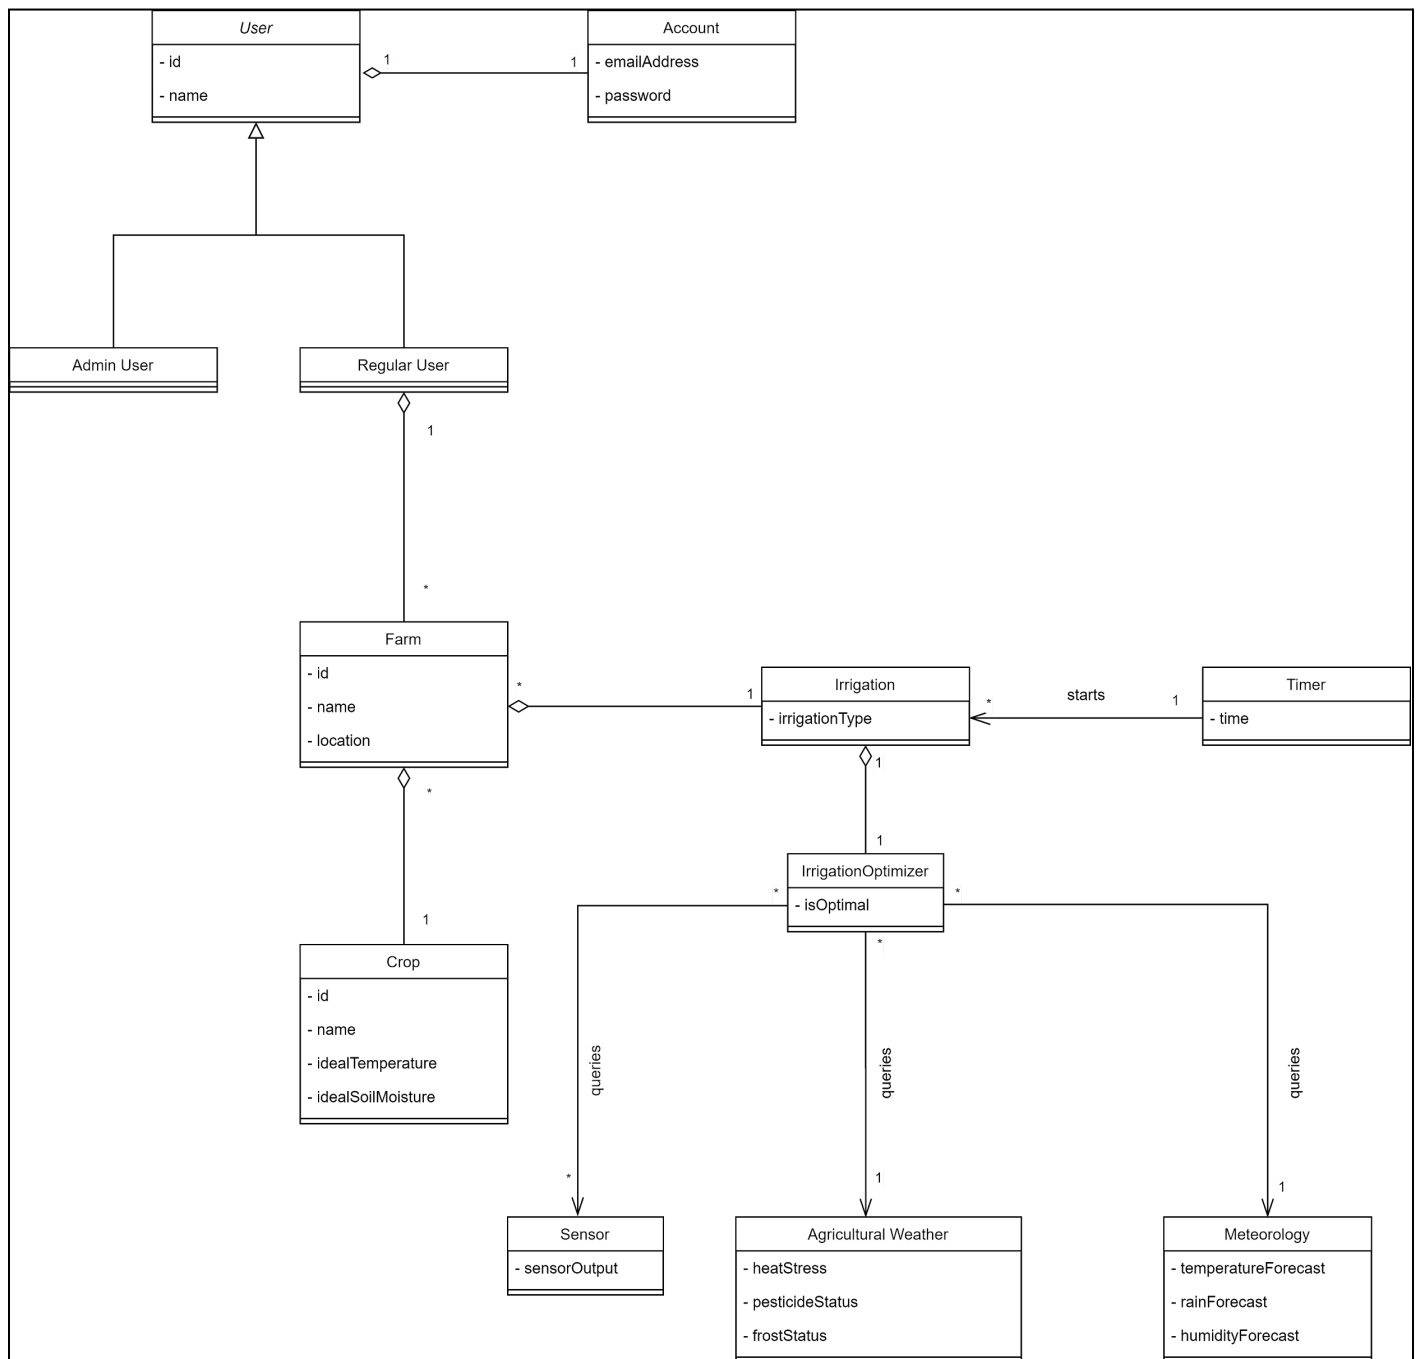 User
- id
- name
1
1
Account
- emailAddress
- password
Admin User
Regular User
1
*
Farm
- id
- name
- location
*
1
Irrigation
- irrigationType
*
starts
1
Timer
- time
*
1
Crop
- id
- name
- idealTemperature
- idealSoilMoisture
1
1
IrrigationOptimizer
- isOptimal
*
*
*
queries
queries
queries
*
1
1
Sensor
- sensorOutput
Agricultural Weather
- heatStress
- pesticideStatus
- frostStatus
Meteorology
- temperatureForecast
- rainForecast
- humidityForecast